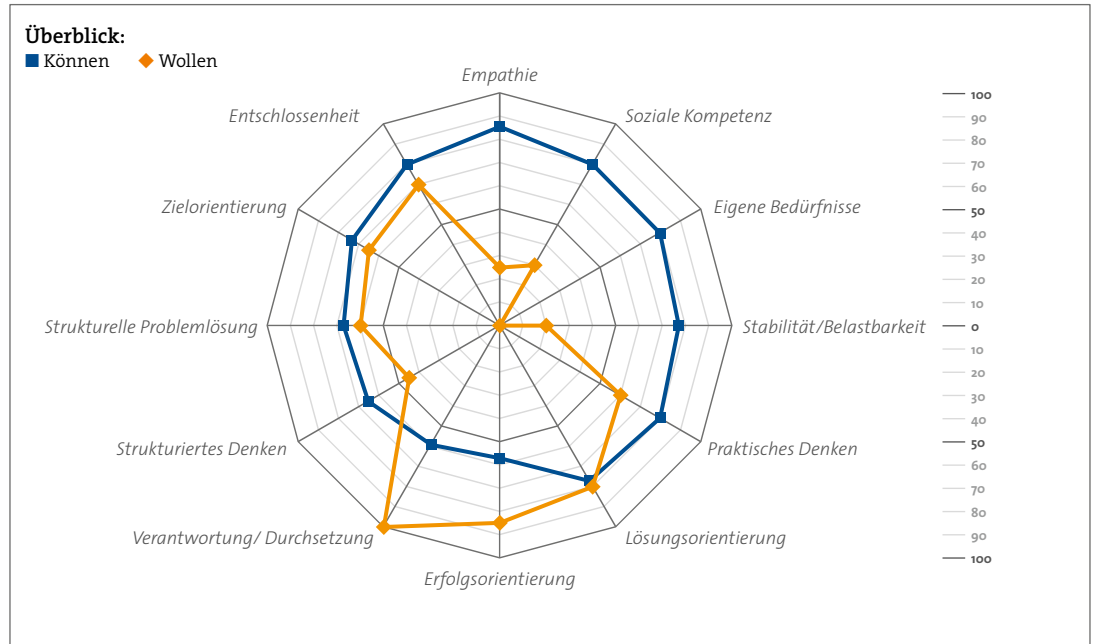 Überblick:
Können Wollen
Empathie
Entschlossenheit
Soziale Kompetenz
Zielorientierung
Eigene Bedürfnisse
Strukturelle Problemlösung
Stabilität/Belastbarkeit
Strukturiertes Denken
Praktisches Denken
Verantwortung/ Durchsetzung
Lösungsorientierung
Erfolgsorientierung
100
90
80
70
60
50
40
30
20
10
0
10
20
30
40
50
60
70
80
90
100